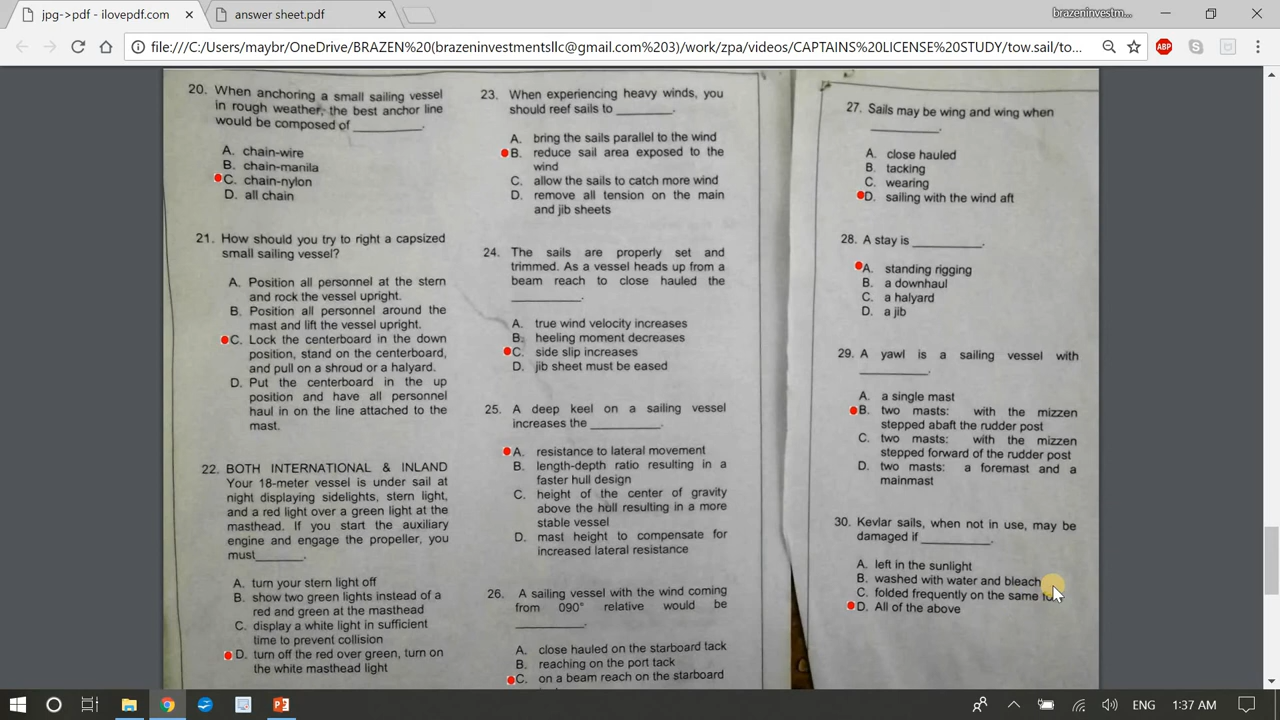 jpg->pdf - ilovepdf.com
answer sheet.pdf
brazeninvestm...
file:///C:/Users/maybr/OneDrive/BRAZEN%20(brazeninvestmentsllc@gmail.com%203)/work/zpa/videos/CAPTAINS%20LICENSE%20STUDY/tow.sail/to...
ABP
20. When anchoring a small sailing vessel
in rough weather, the best anchor line
would be composed of __________.
A. chain-wire
B. chain-manila
C. chain-nylon
D. all chain
21. How should you try to right a capsized
small sailing vessel?
A. Position all personnel at the stern
and rock the vessel upright.
B. Position all personnel around the
mast and lift the vessel upright.
C. Lock the centerboard in the down
position, stand on the centerboard,
and pull on a shroud or a halyard.
D. Put the centerboard in the up
position and have all personnel
haul in on the line attached to the
mast.
22. BOTH INTERNATIONAL & INLAND
Your 18-meter vessel is under sail at
night displaying sidelights, stern light,
and a red light over a green light at the
masthead. If you start the auxiliary
engine and engage the propeller, you
must_______.
A. turn your stern light off
B. show two green lights instead of a
red and green at the masthead
C. display a white light in sufficient
time to prevent collision
D. turn off the red over green, turn on
the white masthead light
23. When experiencing heavy winds, you
should reef sails to ________.
A. bring the sails parallel to the wind
B. reduce sail area exposed to the
wind
C. allow the sails to catch more wind
D. remove all tension on the main
and jib sheets
24. The sails are properly set and
trimmed. As a vessel heads up from a
beam reach to close hauled the
__________.
A. true wind velocity increases
B. heeling moment decreases
C. side slip increases
D. jib sheet must be eased
25. A deep keel on a sailing vessel
increases the __________.
A. resistance to lateral movement
B. length-depth ratio resulting in a
faster hull design
C. height of the center of gravity
above the hull resulting in a more
stable vessel
D. mast height to compensate for
increased lateral resistance
26. A sailing vessel with the wind coming
from 090° relative would be
__________.
A. close hauled on the starboard tack
B. reaching on the port tack
C. on a beam reach on the starboard
27. Sails may be wing and wing when
__________.
A. close hauled
B. tacking
C. wearing
D. sailing with the wind aft
28. A stay is __________.
A. standing rigging
B. a downhaul
C. a halyard
D. a jib
29. A yawl is a sailing vessel with
__________.
A. a single mast
B. two masts: with the mizzen
stepped abaft the rudder post
C. two masts: with the mizzen
stepped forward of the rudder post
D. two masts: a foremast and a
mainmast
30. Kevlar sails, when not in use, may be
damaged if __________.
A. left in the sunlight
B. washed with water and bleach
C. folded frequently on the same
D. All of the above
ENG
1:37 AM